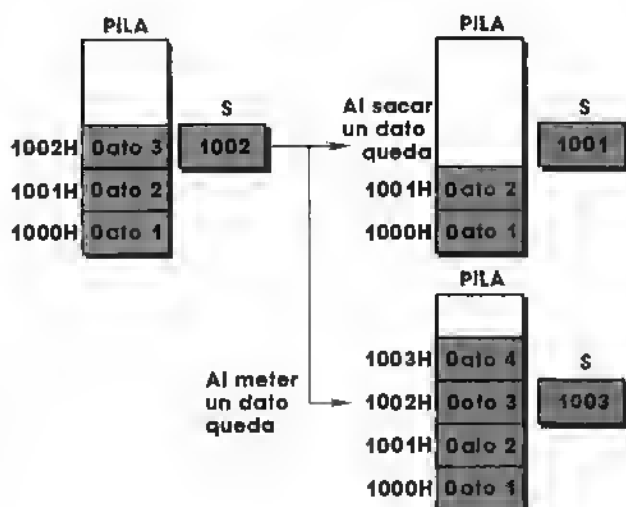 PILA
S
1002H Dato 3 1002
1001H Dato 2
1000H Dato 1
Al sacar
un dato
queda
PILA
S
1001
1001H Dato 2
1000H Dato 1
Al meter
un dato
queda
PILA
S
1003H Dato 4
1002H Dato 3 1003
1001H Dato 2
1000H Dato 1